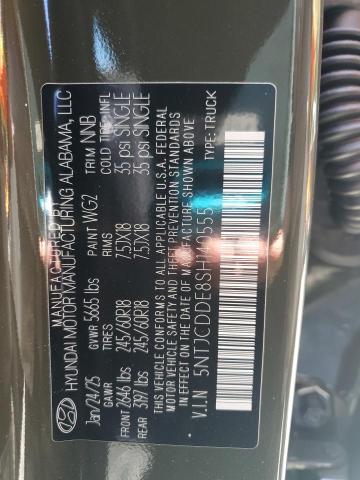 MANUFACTURED BY
HYUNDAI MOTOR MANUFACTURING ALABAMA, LLC
Jan/24/25 GVWR 5665 lbs PAINT WG2 TRIM NNB
GAWR TIRES RIMS COLD TIRE INFL
FRONT 2646 lbs 245/60R18 7.5JX18 35 psi SINGLE
REAR 3197 lbs 245/60R18 7.5JX18 35 psi SINGLE
THIS VEHICLE CONFORMS TO ALL APPLICABLE U.S.A. FEDERAL
MOTOR VEHICLE SAFETY AND THEFT PREVENTION STANDARDS
IN EFFECT ON THE DATE OF MANUFACTURE SHOWN ABOVE.
V.I.N 5NTJCDDE8SH140555 TYPE:TRUCK